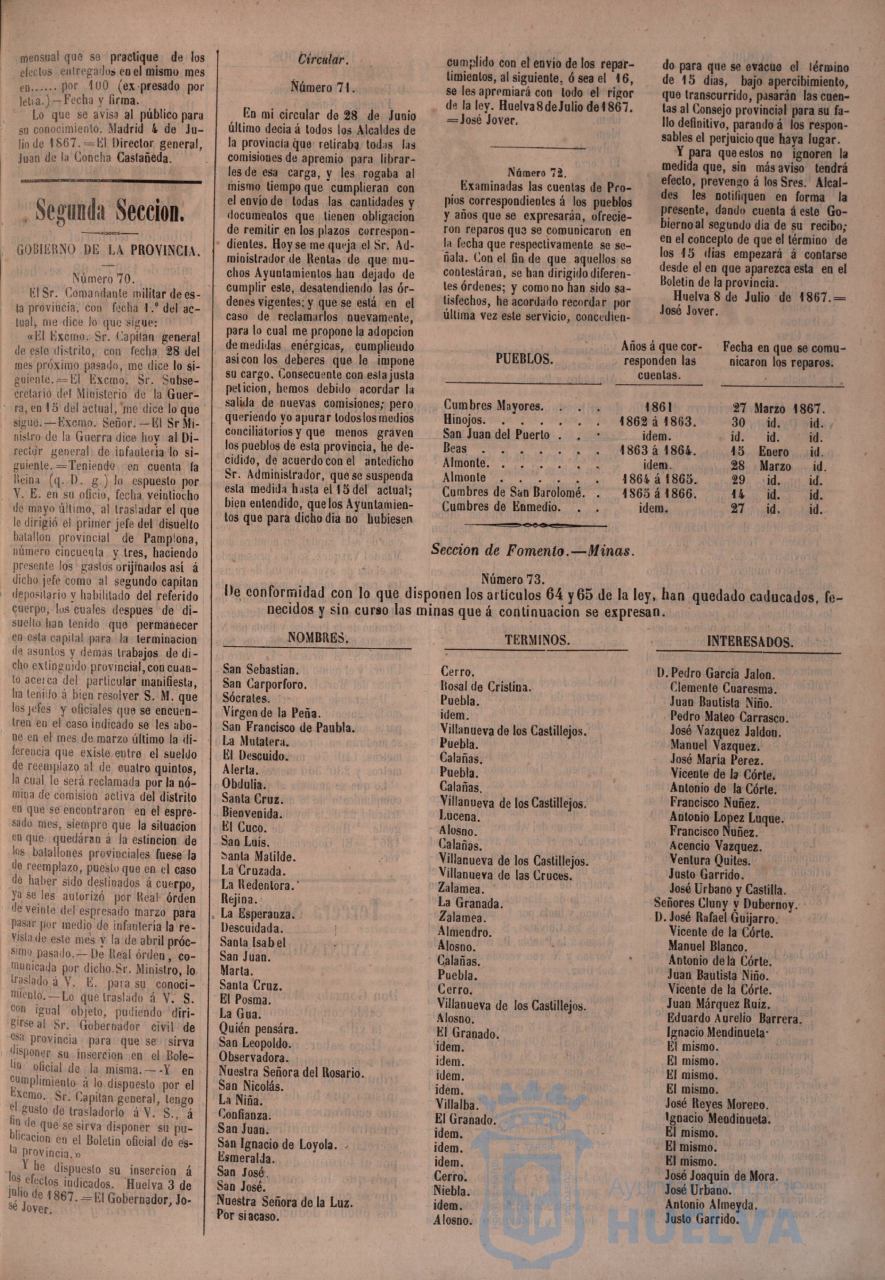 mensual que se practique de los
efectos entregados en el mismo mes
en...... por 100 (expresado por
letra.)—Fecha y firma.
Lo que se avisa al público para
su conocimiento. Madrid 4 de Ju-
lio de 1867.=El Director general,
Juan de la Concha Castañeda.
Segunda Seccion.
GOBIERNO DE LA PROVINCIA.
Número 70.
El Sr. Comandante militar de es-
ta provincia, con fecha 1.º del ac-
tual, me dice lo que sigue:
«El Excmo. Sr. Capitan general
de este distrito, con fecha 28 del
mes próximo pasado, me dice lo si-
guiente.=El Excmo. Sr. Subse-
cretario del Ministerio de la Guer-
ra, en 15 del actual, me dice lo que
sigue.—Excmo. Señor.—El Sr Mi-
nistro de la Guerra dice hoy al Di-
rector general de infanteria lo si-
guiente.=Teniendo en cuenta la
Reina (q. D. g.) lo espuesto por
V. E. en su oficio, fecha veintiocho
de mayo último, al trasladar el que
le dirigió el primer jefe del disuelto
batallon provincial de Pamplona,
número cincuenta y tres, haciendo
presente los gastos orijinados así á
dicho jefe como al segundo capitan
depositario y habilitado del referido
cuerpo, los cuales despues de di-
suelto han tenido que permanecer
en esta capital para la terminacion
de asuntos y demas trabajos de di-
cho extinguido provincial, con cuan-
to acerca del particular manifiesta,
ha tenido á bien resolver S. M. que
los jefes y oficiales que se encuen-
tren en el caso indicado se les abo-
ne en el mes de marzo último la di-
ferencia que existe entre el sueldo
de reemplazo al de cuatro quintos,
la cual le será reclamada por la nó-
mina de comision activa del distrito
en que se encontraron en el espre-
sado mes, siempre que la situacion
en que quedáran á la estincion de
los batallones provinciales fuese la
de reemplazo, puesto que en el caso
de haber sido destinados á cuerpo,
ya se les autorizó por Real órden
de veinte del espresado marzo para
pasar por medio de infanteria la re-
vista de este mes y la de abril próc-
simo pasado.—De Real órden, co-
municada por dicho Sr. Ministro, lo
traslado á V. E. para su conoci-
miento.—Lo que traslado á V. S.
con igual objeto, pudiendo diri-
girse al Sr. Gobernador civil de
esa provincia para que se sirva
disponer su insercion en el Bole-
tin oficial de la misma.—-Y en
cumplimiento á lo dispuesto por el
Excmo. Sr. Capitan general, tengo
el gusto de trasladarlo á V. S., á
fin de que se sirva disponer su pu-
blicacion en el Boletin oficial de es-
ta provincia.»
Y he dispuesto su insercion á
los efectos indicados. Huelva 3 de
julio de 1867.=El Gobernador, Jo-
sé Jover.
Circular.
Número 71.
En mi circular de 28 de Junio
último decia á todos los Alcaldes de
la provincia que retiraba todas las
comisiones de apremio para librar-
les de esa carga, y les rogaba al
mismo tiempo que cumplieran con
el envío de todas las cantidades y
documentos que tienen obligacion
de remitir en los plazos correspon-
dientes. Hoy se me queja el Sr. Ad-
ministrador de Rentas de que mu-
chos Ayuntamientos han dejado de
cumplir este, desatendiendo las ór-
denes vigentes; y que se está en el
caso de reclamarlos nuevamente,
para lo cual me propone la adopcion
de medidas enérgicas, cumpliendo
asi con los deberes que le impone
su cargo. Consecuente con esta justa
peticion, hemos debido acordar la
salida de nuevas comisiones; pero
queriendo yo apurar todos los medios
conciliatorios y que menos graven
los pueblos de esta provincia, he de-
cidido, de acuerdo con el antedicho
Sr. Administrador, que se suspenda
esta medida hasta el 15 del actual;
bien entendido, que los Ayuntamien-
tos que para dicho dia no hubiesen
cumplido con el envio de los repar-
timientos, al siguiente, ó sea el 16,
se les apremiará con todo el rigor
de la ley. Huelva 8 de Julio de 1867.
=José Jover.
Número 72.
Examinadas las cuentas de Pro-
pios correspondientes á los pueblos
y años que se expresarán, ofrecie-
ron reparos que se comunicaron en
la fecha que respectivamente se se-
ñala. Con el fin de que aquellos se
contestáran, se han dirigido diferen-
tes órdenes; y como no han sido sa-
tisfechos, he acordado recordar por
última vez este servicio, concedien-
do para que se evacue el término
de 15 dias, bajo apercibimiento,
que transcurrido, pasarán las cuen-
tas al Consejo provincial para su fa-
llo definitivo, parando á los respon-
sables el perjuicio que haya lugar.
Y para que estos no ignoren la
medida que, sin más aviso tendrá
efecto, prevengo á los Sres. Alcal-
des les notifiquen en forma la
presente, dando cuenta á este Go-
bierno al segundo dia de su recibo;
en el concepto de que el término de
los 15 dias empezará á contarse
desde el en que aparezca esta en el
Boletin de la provincia.
Huelva 8 de Julio de 1867.=
José Jover.
PUEBLOS. Años á que cor- Fecha en que se comu-
responden las nicaron los reparos.
cuentas.
Cumbres Mayores. . . . 1861 27 Marzo 1867.
Hinojos. . . . . . . 1862 á 1863. 30 id. id.
San Juan del Puerto . . . idem. id. id. id.
Beas . . . . . . . 1863 á 1864. 15 Enero id.
Almonte. . . . . . . idem. 28 Marzo id.
Almonte . . . . . . 1864 á 1865. 29 id. id.
Cumbres de San Barolomé. . 1865 á 1866. 14 id. id.
Cumbres de Enmedio. . . idem. 27 id. id.
Seccion de Fomento.—Minas.
Número 73.
De conformidad con lo que disponen los articulos 64 y 65 de la ley, han quedado caducados, fe-
necidos y sin curso las minas que á continuacion se expresan.
NOMBRES. TERMINOS. INTERESADOS.
San Sebastian. Cerro. D. Pedro Garcia Jalon.
San Carporforo. Rosal de Cristina. Clemente Cuaresma.
Sócrates. Puebla. Juan Bautista Niño.
Virgen de la Peña. idem. Pedro Mateo Carrasco.
San Francisco de Paubla. Villanueva de los Castillejos. José Vazquez Jaldon.
La Mulatera. Puebla. Manuel Vazquez.
El Descuido. Calañas. José Maria Perez.
Alerta. Puebla. Vicente de la Córte.
Obdulia. Calañas. Antonio de la Córte.
Santa Cruz. Villanueva de los Castillejos. Francisco Nuñez.
Bienvenida. Lucena. Antonio Lopez Luque.
El Cuco. Alosno. Francisco Nuñez.
San Luis. Calañas. Acencio Vazquez.
Santa Matilde. Villanueva de los Castillejos. Ventura Quites.
La Cruzada. Villanueva de las Cruces. Justo Garrido.
La Redentora. Zalamea. José Urbano y Castilla.
Rejina. La Granada. Señores Cluny y Dubernoy.
La Esperanza. Zalamea. D. José Rafael Guijarro.
Descuidada. Almendro. Vicente de la Córte.
Santa Isabel Alosno. Manuel Blanco.
San Juan. Calañas. Antonio de la Córte.
Marta. Puebla. Juan Bautista Niño.
Santa Cruz. Cerro. Vicente de la Córte.
El Posma. Villanueva de los Castillejos. Juan Márquez Ruiz.
La Gua. Alosno. Eduardo Aurelio Barrera.
Quién pensára. El Granado. Ignacio Mendinueta.
San Leopoldo. idem. El mismo.
Observadora. idem. El mismo.
Nuestra Señora del Rosario. idem. El mismo.
San Nicolás. idem. El mismo.
La Niña. Villalba. José Reyes Moreco.
Confianza. El Granado. Ignacio Mendinueta.
San Juan. idem. El mismo.
San Ignacio de Loyola. idem. El mismo.
Esmeralda. idem. El mismo.
San José. Cerro. José Joaquin de Mora.
San José. Niebla. José Urbano.
Nuestra Señora de la Luz. idem. Antonio Almeyda.
Por si acaso. Alosno. Justo Garrido.
HUELVA